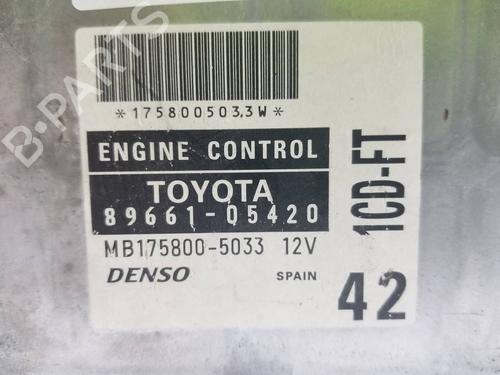 B-PARTS
*175800503,3W*
ENGINE CONTROL
TOYOTA
89661-05420
MB175800-5033 12V
DENSO SPAIN
1CD-FT
42